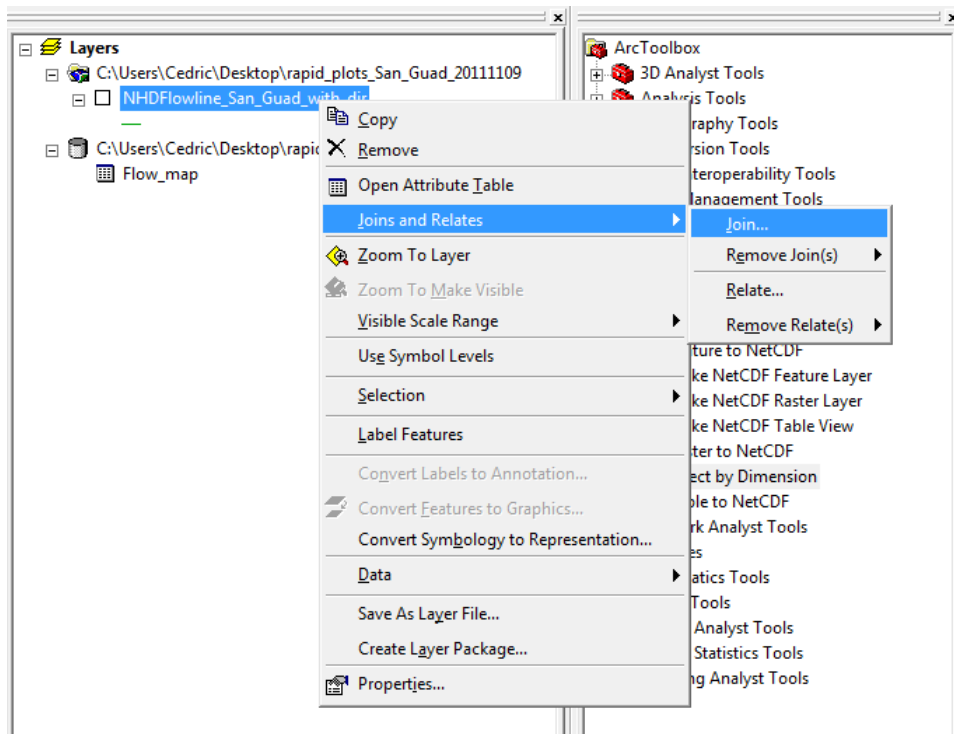 Layers
C:\Users\Cedric\Desktop\rapid_plots_San_Guad_20111109
NHDFlowline_San_Guad_with_dir
C:\Users\Cedric\Desktop\rapid
Flow_map
Copy
Remove
Open Attribute Table
Joins and Relates
Zoom To Layer
Zoom To Make Visible
Visible Scale Range
Use Symbol Levels
Selection
Label Features
Convert Labels to Annotation...
Convert Features to Graphics...
Convert Symbology to Representation...
Data
Save As Layer File...
Create Layer Package...
Properties...
Join...
Remove Join(s)
Relate...
Remove Relate(s)
ArcToolbox
3D Analyst Tools
Analysis Tools
raphy Tools
rsion Tools
teroperability Tools
lanagement Tools
ture to NetCDF
ke NetCDF Feature Layer
ke NetCDF Raster Layer
ke NetCDF Table View
ter to NetCDF
ect by Dimension
ble to NetCDF
rk Analyst Tools
es
atics Tools
Tools
Analyst Tools
Statistics Tools
ng Analyst Tools